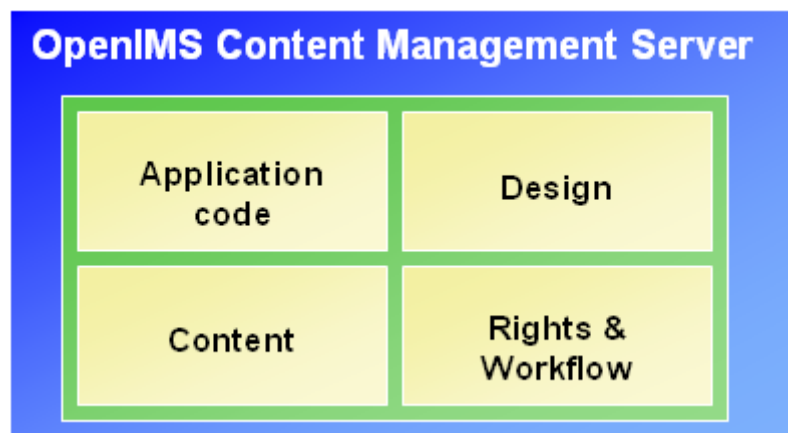 OpenIMS Content Management Server
Application
code
Design
Content
Rights &
Workflow